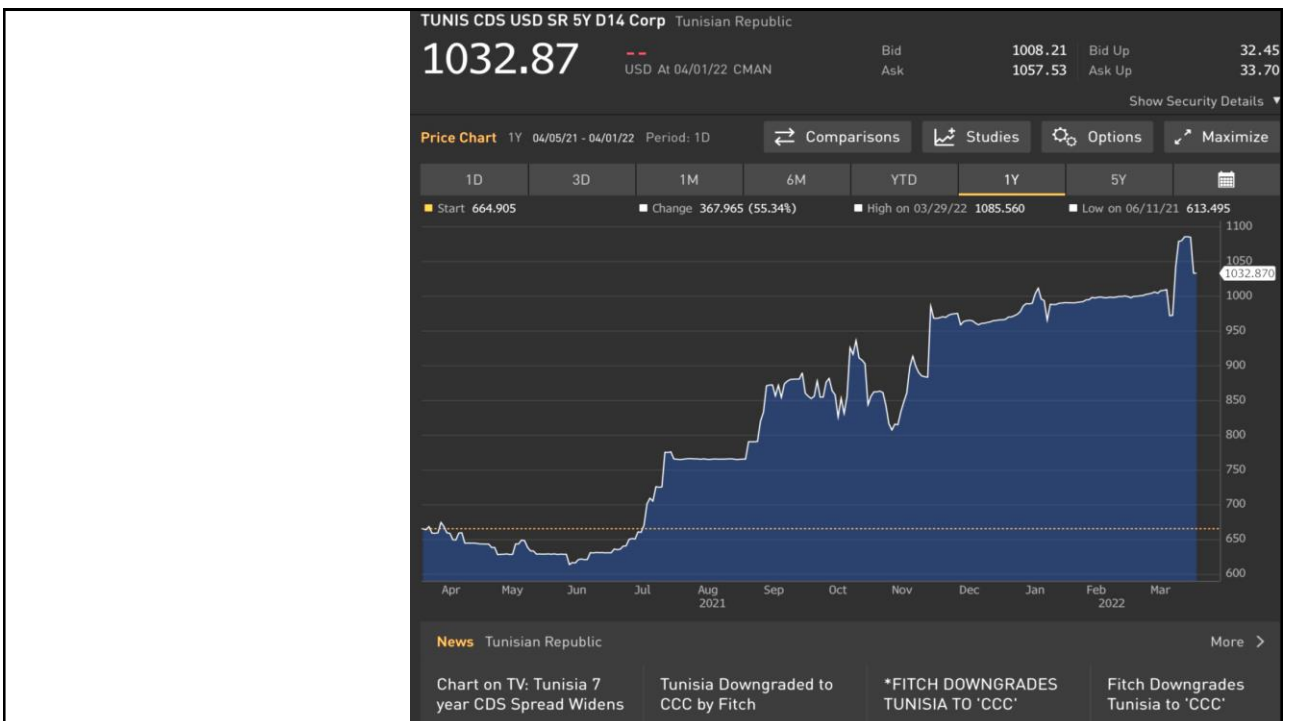 TUNIS CDS USD SR 5Y D14 Corp Tunisian Republic
1032.87 -- Bid 1008.21 Bid Up 32.45
USD At 04/01/22 CMAN Ask 1057.53 Ask Up 33.70
Show Security Details ▼
Price Chart 1Y 04/05/21 - 04/01/22 Period: 1D Comparisons Studies Options Maximize
1D 3D 1M 6M YTD 1Y 5Y
Start 664.905 Change 367.965 (55.34%) High on 03/29/22 1085.560 Low on 06/11/21 613.495
1100
1050
1032.870
1000
950
900
850
800
750
700
650
600
Apr May Jun Jul Aug Sep Oct Nov Dec Jan Feb Mar
2021 2022
News Tunisian Republic More >
Chart on TV: Tunisia 7 Tunisia Downgraded to *FITCH DOWNGRADES Fitch Downgrades
year CDS Spread Widens CCC by Fitch TUNISIA TO 'CCC' Tunisia to 'CCC'